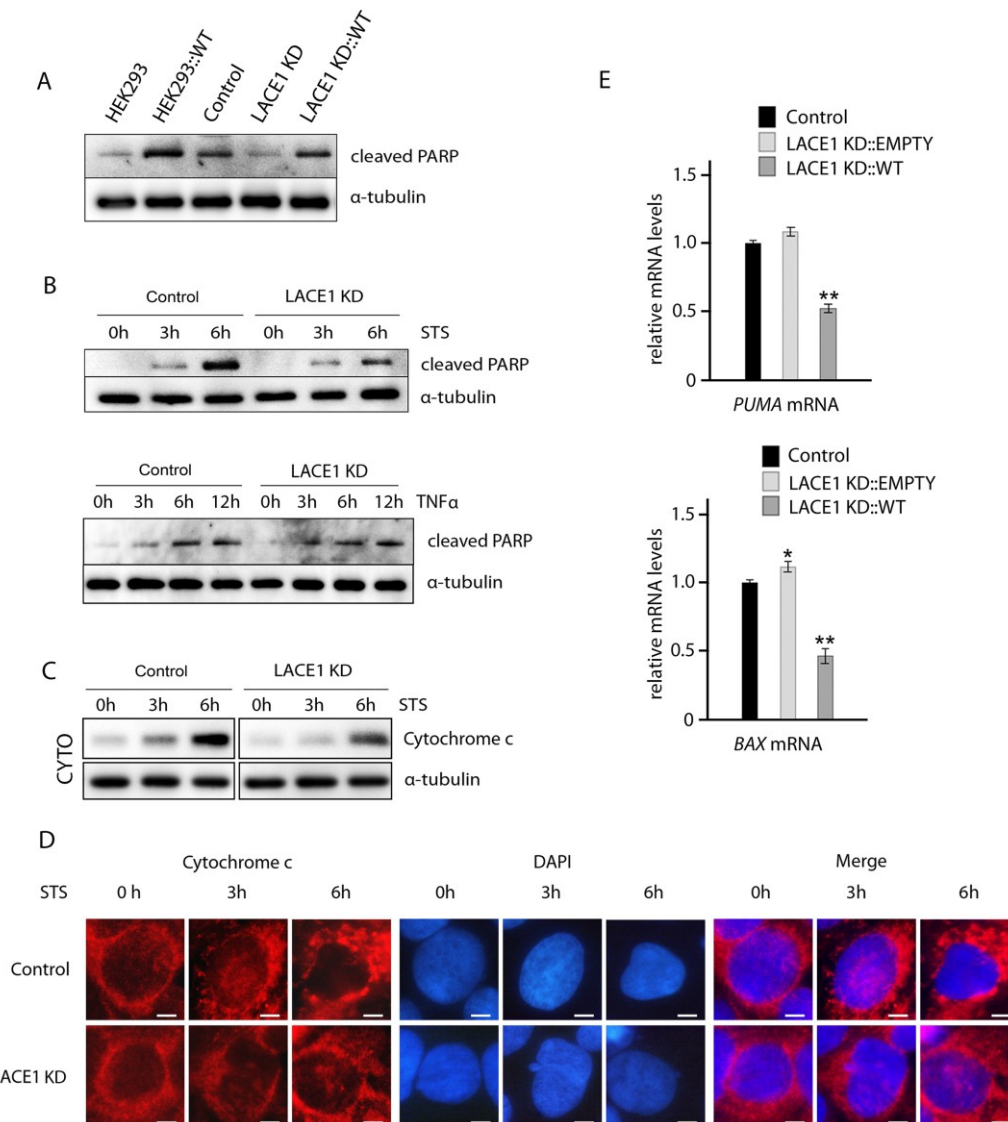 A
HEK293
HEK293::WT
Control
LACE1 KD
LACE1 KD::WT
cleaved PARP
α-tubulin
B
Control LACE1 KD
0h 3h 6h 0h 3h 6h STS
cleaved PARP
α-tubulin
Control LACE1 KD
0h 3h 6h 12h 0h 3h 6h 12h TNFα
cleaved PARP
α-tubulin
C
Control LACE1 KD
0h 3h 6h 0h 3h 6h STS
CYTO
Cytochrome c
α-tubulin
D
Cytochrome c DAPI Merge
STS 0 h 3h 6h 0h 3h 6h 0h 3h 6h
Control
ACE1 KD
E
Control
LACE1 KD::EMPTY
LACE1 KD::WT
relative mRNA levels
1.5
1.0
0.5
0
**
PUMA mRNA
Control
LACE1 KD::EMPTY
LACE1 KD::WT
relative mRNA levels
1.5
1.0
0.5
0
*
**
BAX mRNA